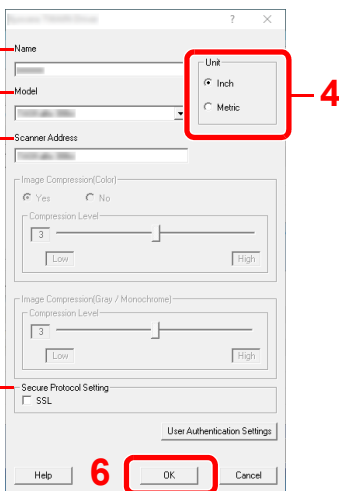 ? ×
Name
Unit
Inch
4
Model
Metric
Scanner Address
Image Compression(Color)
Yes No
Compression Level
3
Low High
Image Compression(Gray / Monochrome)
Compression Level
3
Low High
Secure Protocol Setting
SSL
User Authentication Settings
Help 6 OK Cancel